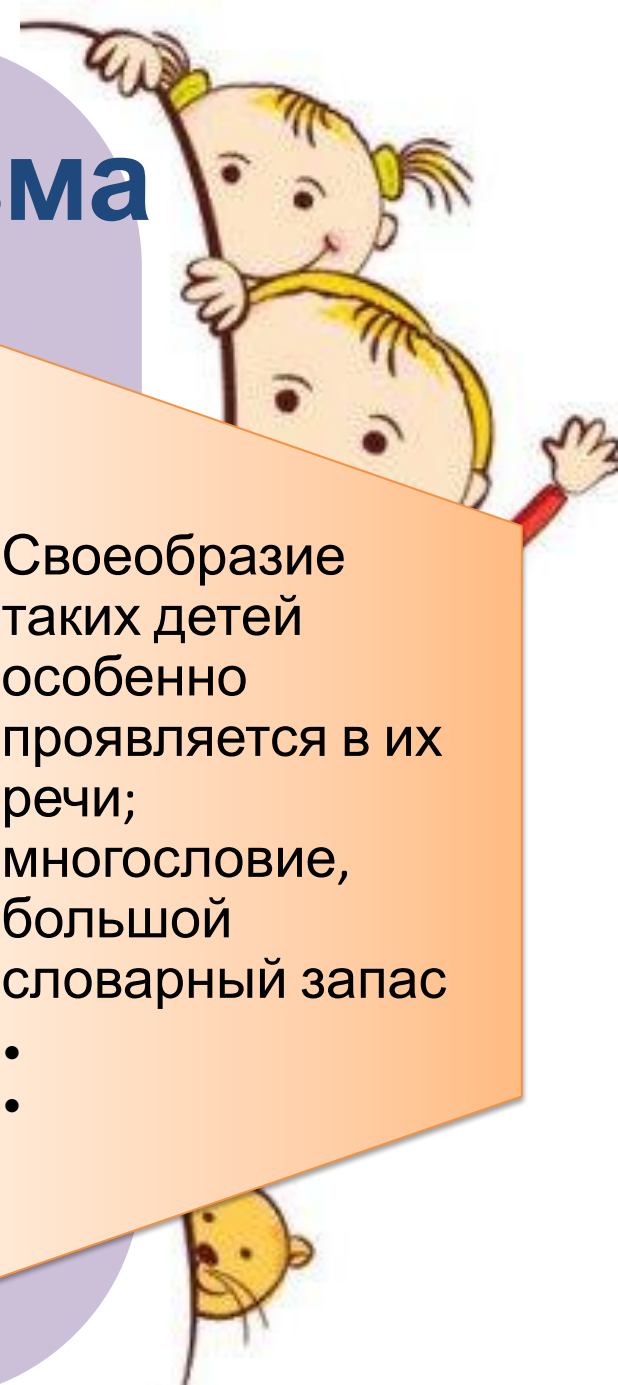 ма
Своеобразие
таких детей
особенно
проявляется в их
речи;
многословие,
большой
словарный запас
•
•